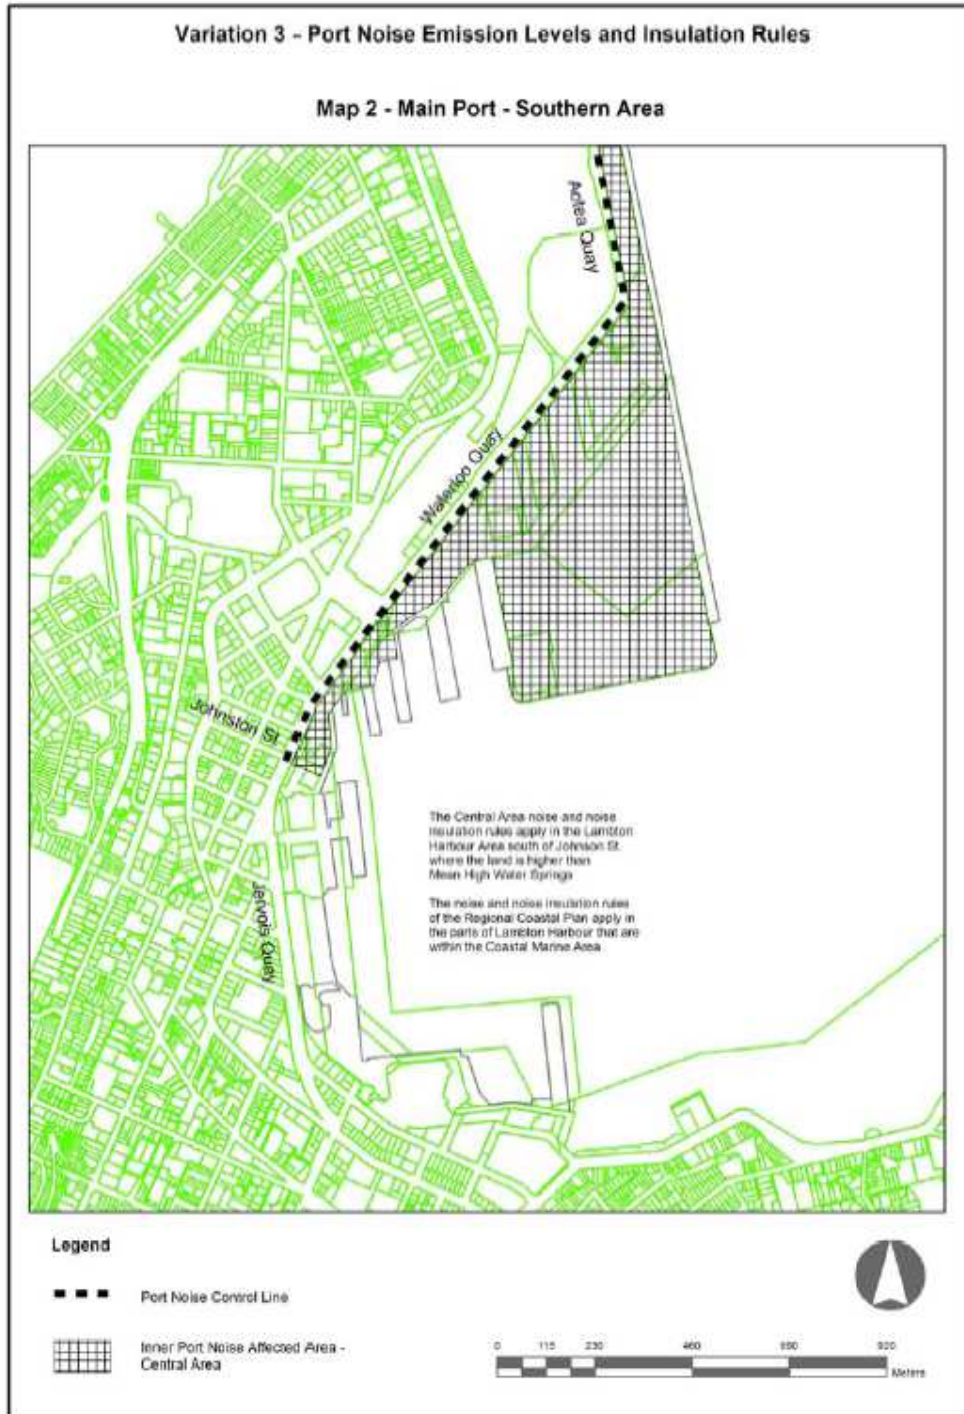 Variation 3 - Port Noise Emission Levels and Insulation Rules
Map 2 - Main Port - Southern Area
Aotea Quay
Waterloo Quay
Johnston St
Jervois Quay
The Central Area noise and noise
insulation rules apply in the Lambton
Harbour Area south of Johnson St.
where the land is higher than
Mean High Water Springs
The noise and noise insulation rules
of the Regional Coastal Plan apply in
the parts of Lambton Harbour that are
within the Coastal Marine Area
Legend
Port Noise Control Line
Inner Port Noise Affected Area -
Central Area
0 115 230 460 690 920
Meters